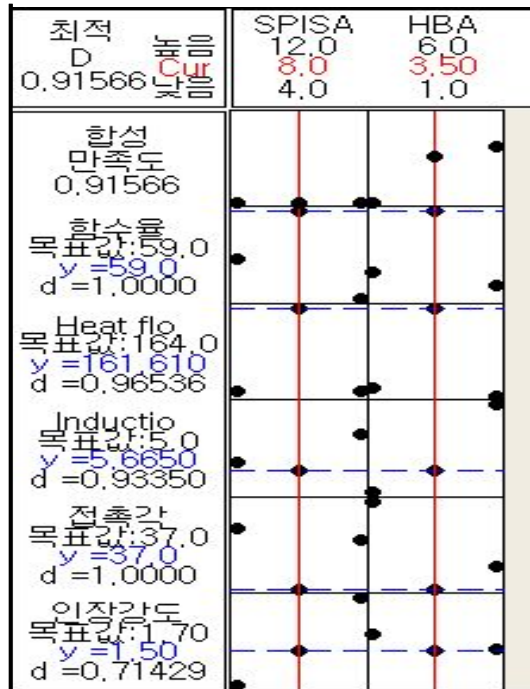 최적
D
0.91566
높음
Cur
낮음
SPISA
12.0
8.0
4.0
HBA
6.0
3.50
1.0
합성
만족도
0.91566
함수율
목표값:59.0
y =59.0
d =1.0000
Heat flo
목표값:164.0
y =161.610
d =0.96536
Inductio
목표값:5.0
y =5.6650
d =0.93350
접촉각
목표값:37.0
y =37.0
d =1.0000
인장강도
목표값:1.70
y =1.50
d =0.71429